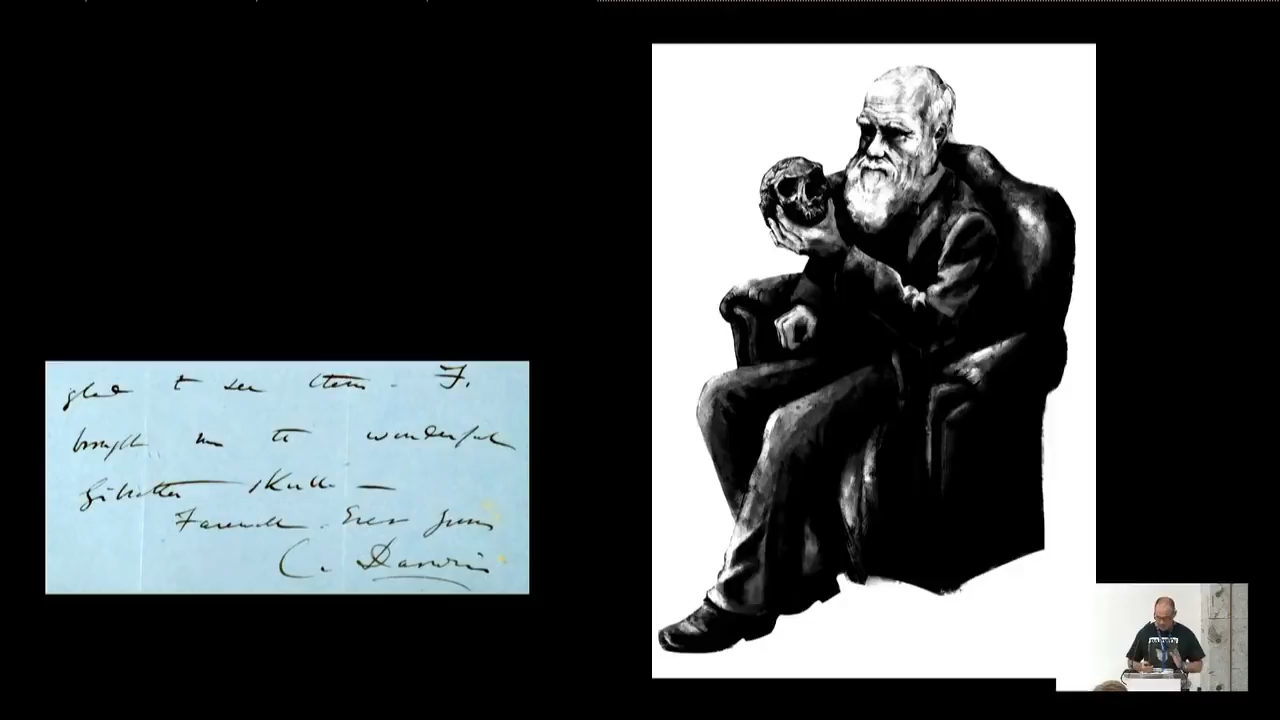 glad to see them. F.
brought me the wonderful
Gibraltar skull —
Farewell. Ever yours
C. Darwin